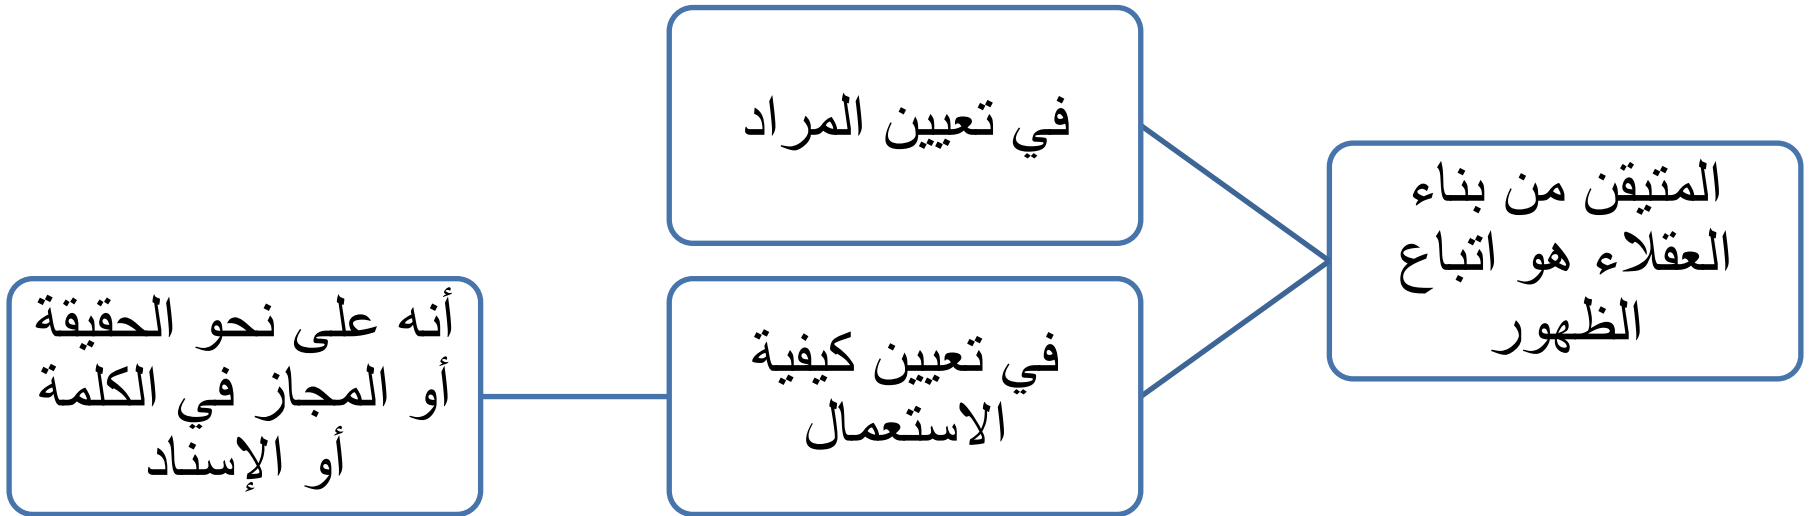 المتيقن من بناء
العقلاء هو اتباع
الظهور
في تعيين المراد
في تعيين كيفية
الاستعمال
أنه على نحو الحقيقة
أو المجاز في الكلمة
أو الإسناد